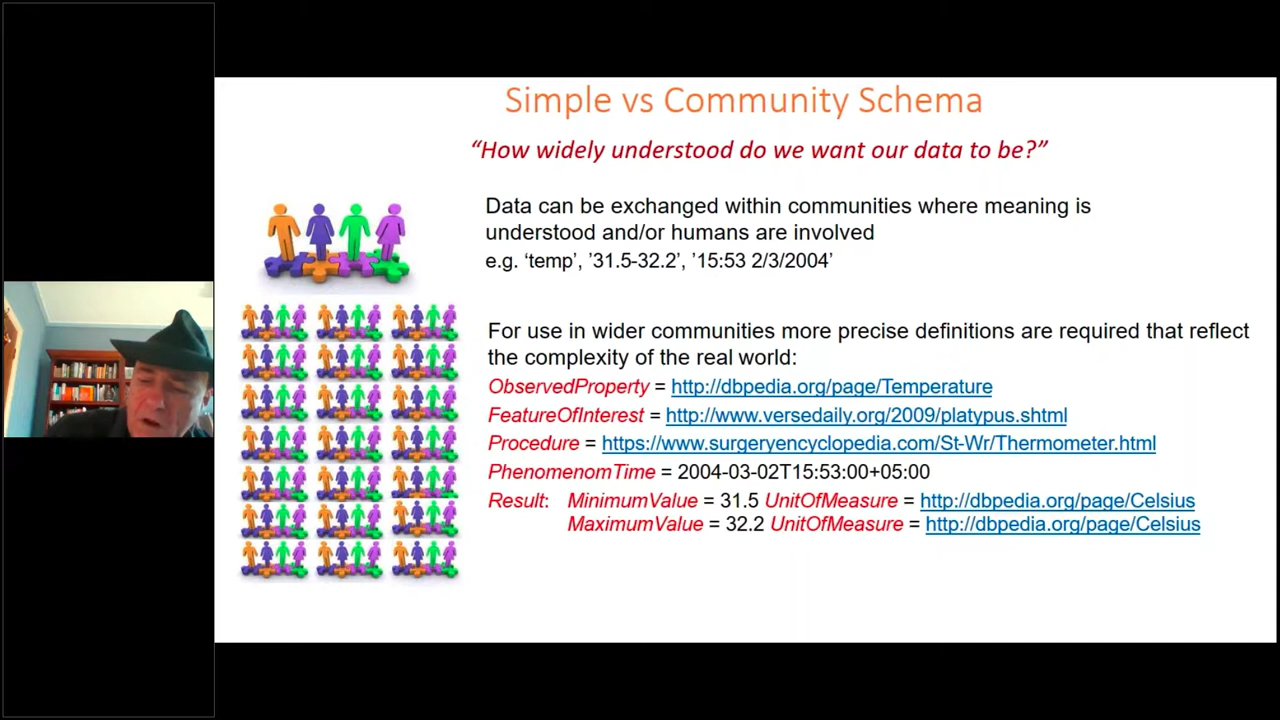 Simple vs Community Schema
“How widely understood do we want our data to be?”
Data can be exchanged within communities where meaning is
understood and/or humans are involved
e.g. ‘temp’, ’31.5-32.2’, ’15:53 2/3/2004’
For use in wider communities more precise definitions are required that reflect
the complexity of the real world:
ObservedProperty = http://dbpedia.org/page/Temperature
FeatureOfInterest = http://www.versedaily.org/2009/platypus.shtml
Procedure = https://www.surgeryencyclopedia.com/St-Wr/Thermometer.html
PhenomenomTime = 2004-03-02T15:53:00+05:00
Result: MinimumValue = 31.5 UnitOfMeasure = http://dbpedia.org/page/Celsius
MaximumValue = 32.2 UnitOfMeasure = http://dbpedia.org/page/Celsius